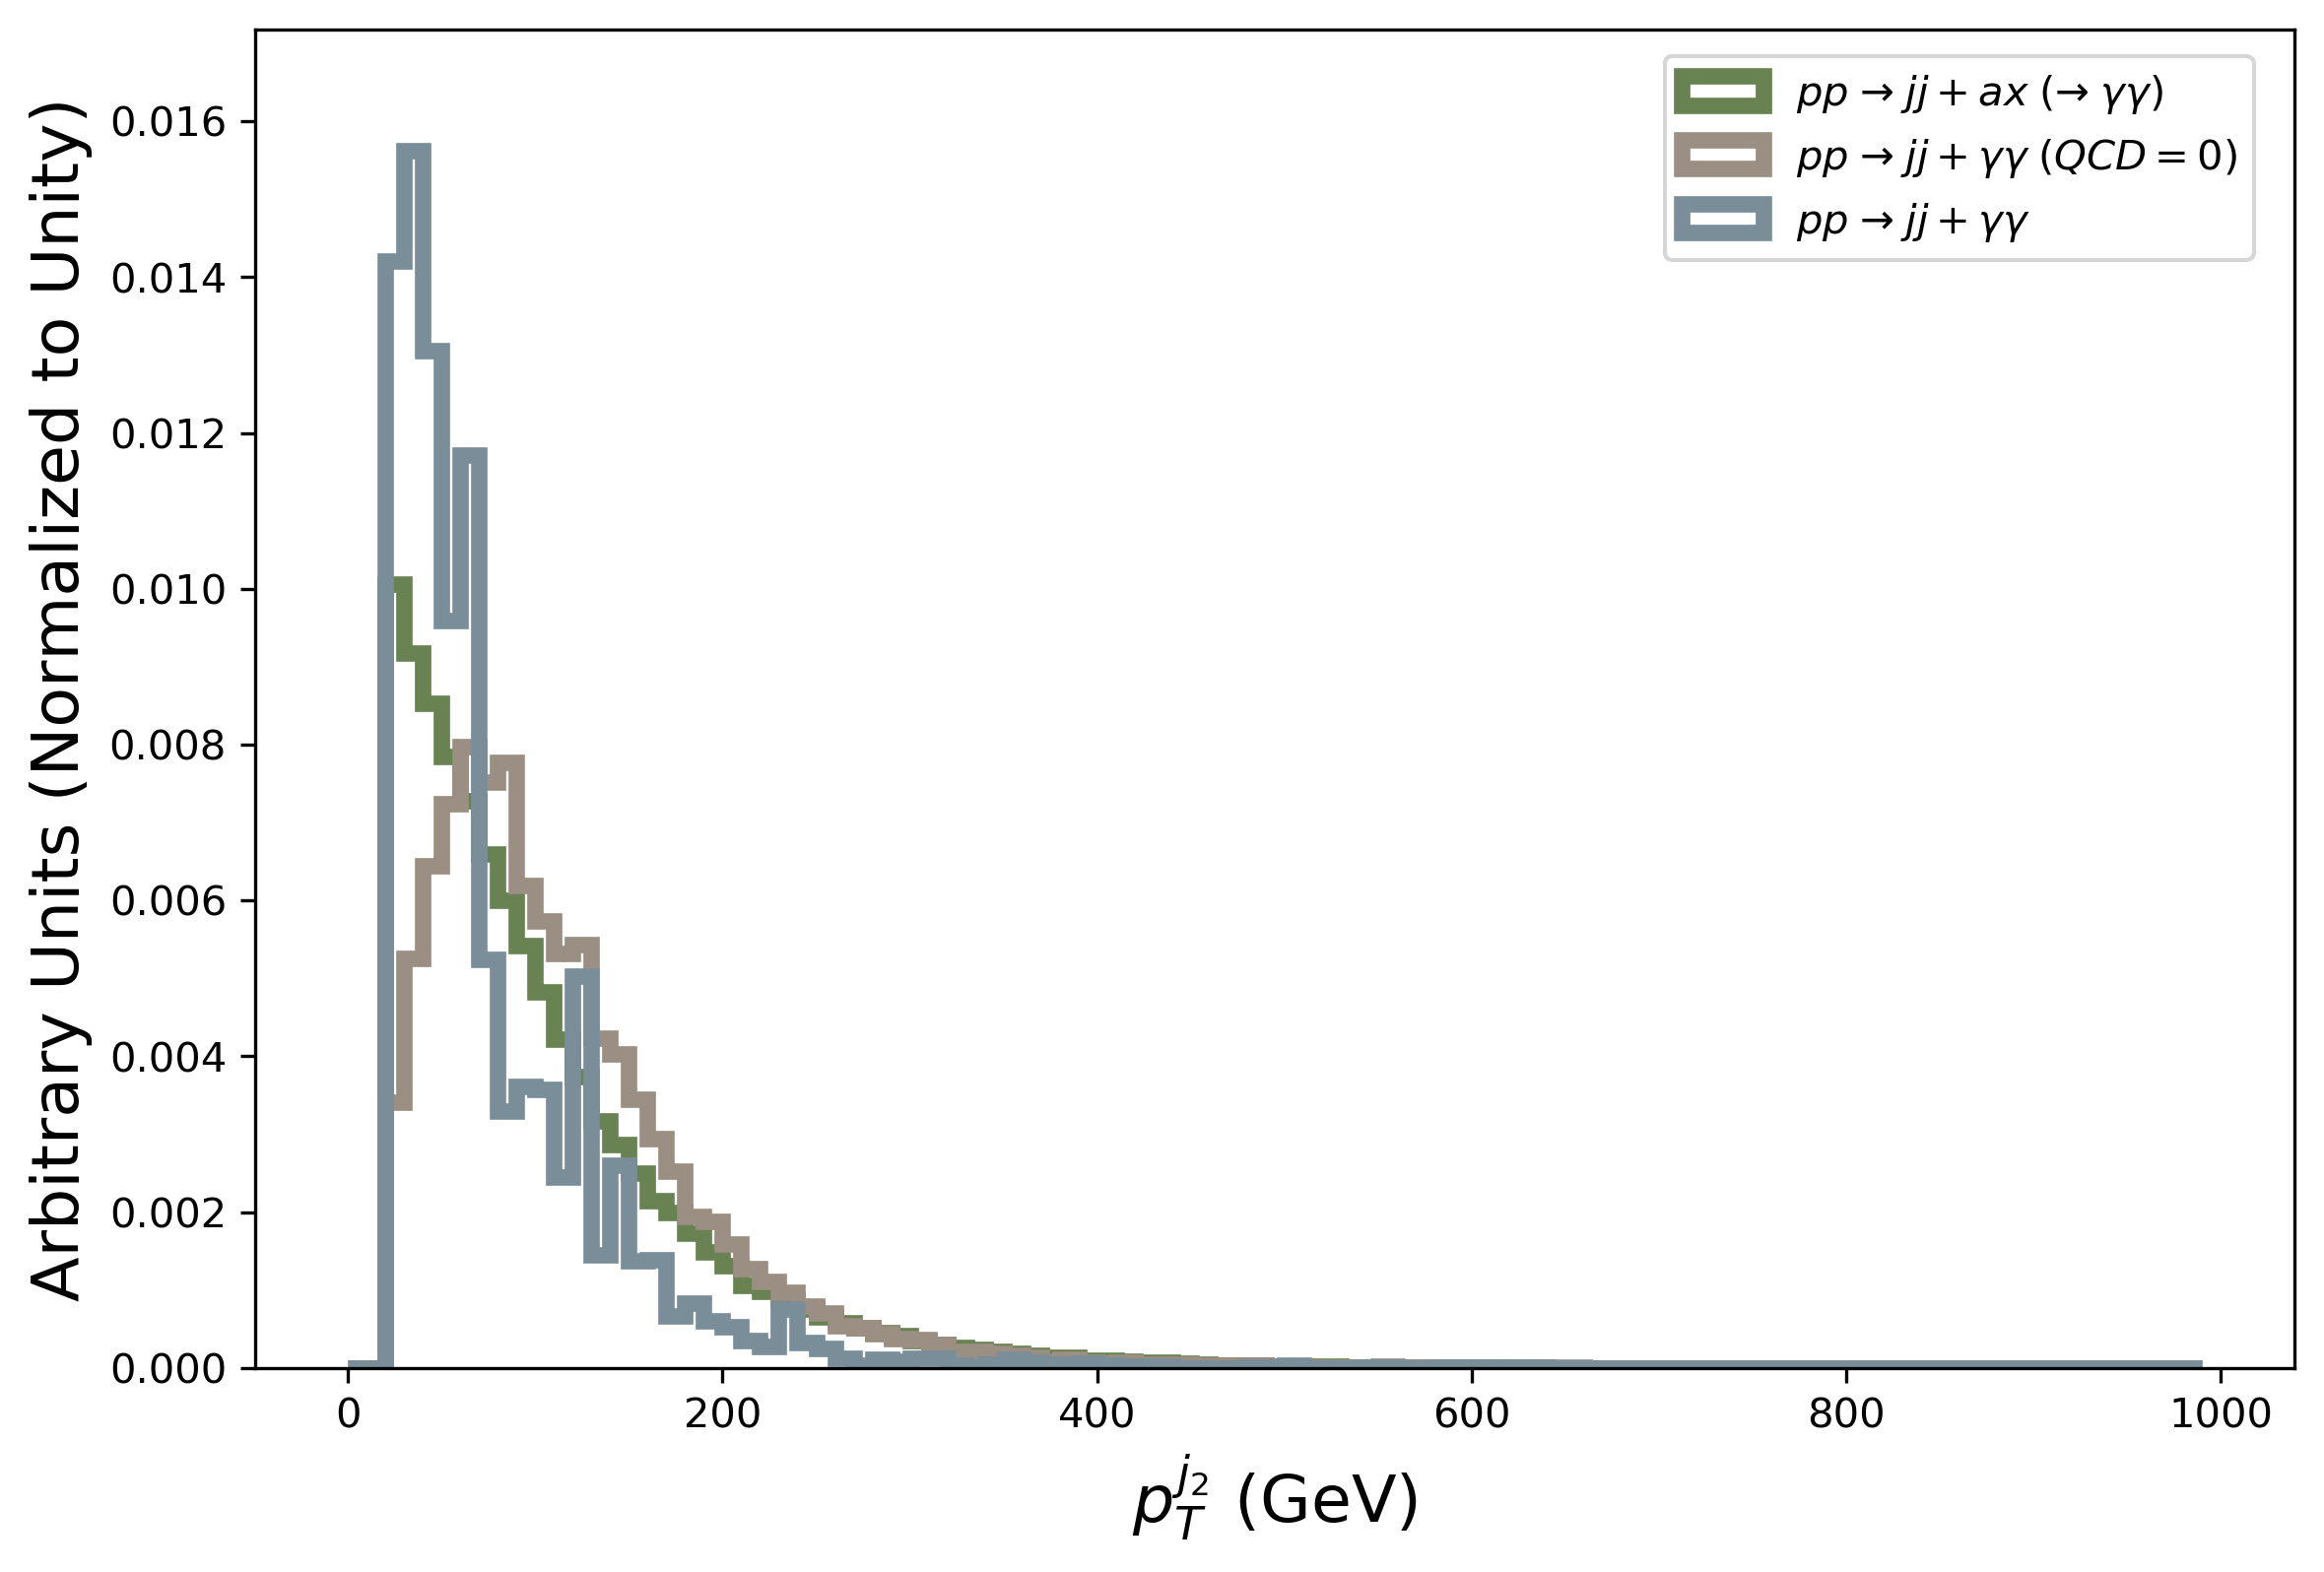 Arbitrary Units (Normalized to Unity)
0.016
0.014
0.012
0.010
0.008
0.006
0.004
0.002
0.000
pp → jj + ax (→ γγ)
pp → jj + γγ (QCD = 0)
pp → jj + γγ
0 200 400 600 800 1000
$p_T^{j_2}$ (GeV)